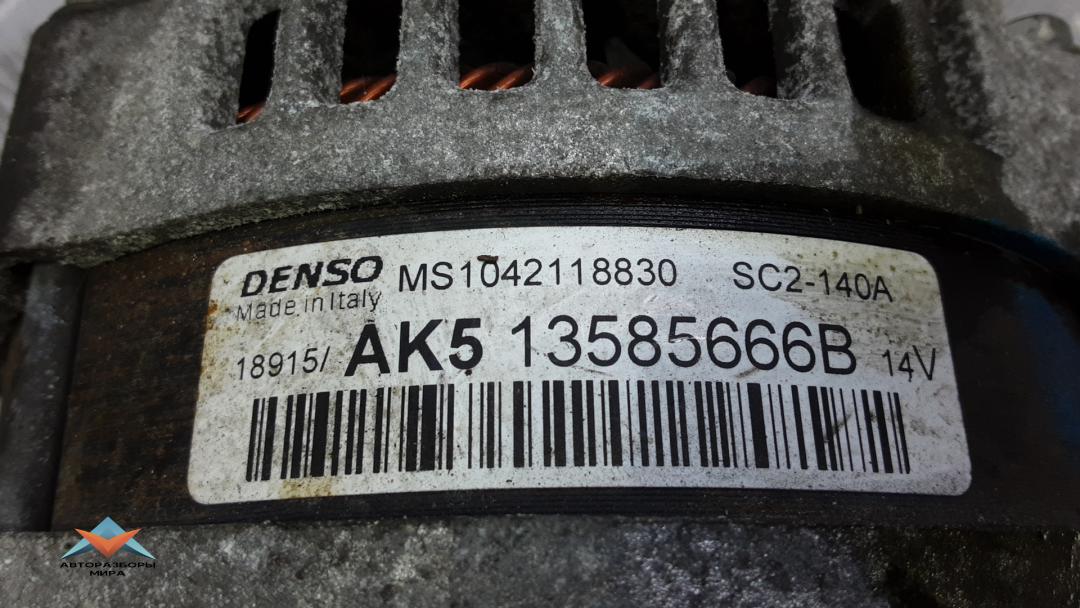 DENSO MS1042118830 SC2-140A
Made in Italy
18915/ AK5 13585666B 14V
АВТОРАЗБОРЫ
МИРА